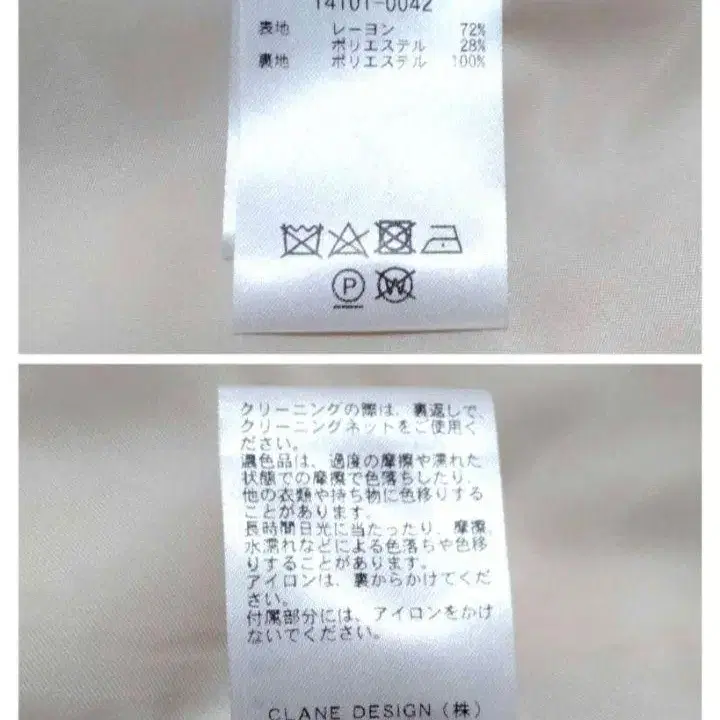 14101-0042
表地 レーヨン 72%
ポリエステル 28%
裏地 ポリエステル 100%
P W
クリーニングの際は、裏返しで、
クリーニングネットをご使用く
ださい。
濃色品は、過度の摩擦や濡れた
状態での摩擦で色落ちしたり、
他の衣類や持ち物に色移りする
ことがあります。
長時間日光に当たったり、摩擦、
水濡れなどによる色落ちや色移
りすることがあります。
アイロンは、裏からかけてくだ
さい。
付属部分には、アイロンをかけ
ないでください。
CLANE DESIGN (株)